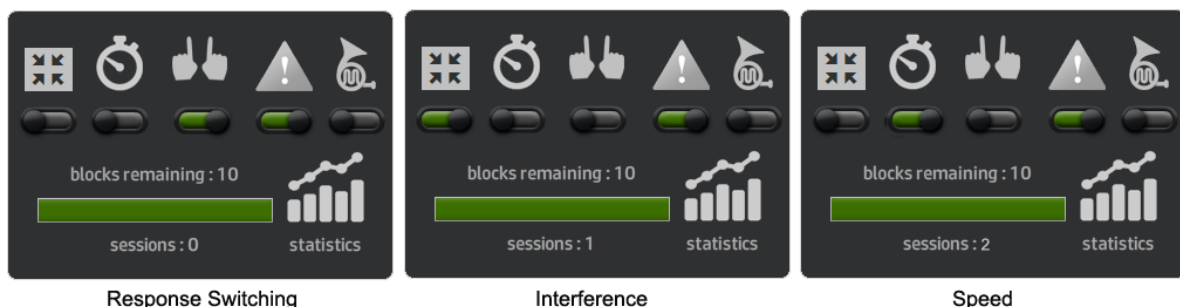 blocks remaining : 10
sessions : 0
statistics
Response Switching
blocks remaining : 10
sessions : 1
statistics
Interference
blocks remaining : 10
sessions : 2
statistics
Speed